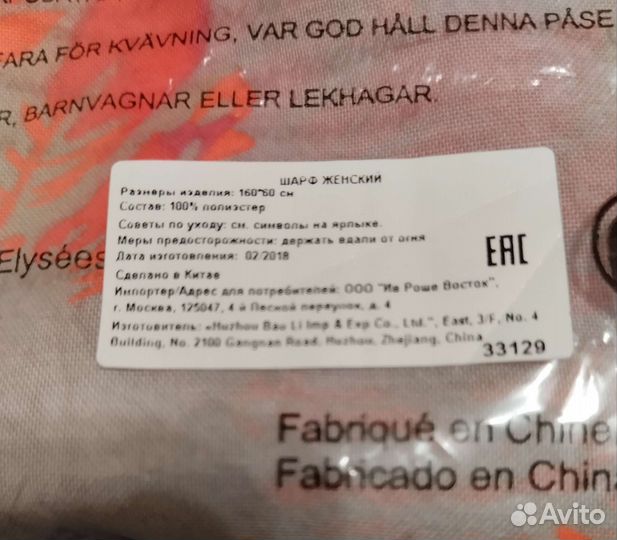 FARA FÖR KVÄVNING, VAR GOD HÅLL DENNA PÅSE
R, BARNVAGNAR ELLER LEKHAGAR.
Elysées
ШАРФ ЖЕНСКИЙ
Размеры изделия: 160*60 см
Состав: 100% полиэстер
Советы по уходу: см. символы на ярлыке.
Меры предосторожности: держать вдали от огня
Дата изготовления: 02/2018
Сделано в Китае
Импортер/Адрес для потребителей: ООО "Ив Роше Восток",
г. Москва, 125047, 4 й Лесной переулок, д. 4
Изготовитель: «Huzhou Bao Li Imp & Exp Co., Ltd.", East, 3/F, No. 4
Building, No. 2100 Gangnan Road, Huzhou, Zhejiang, China
EAC
33129
Fabriqué en Chine
Fabricado en China
Avito